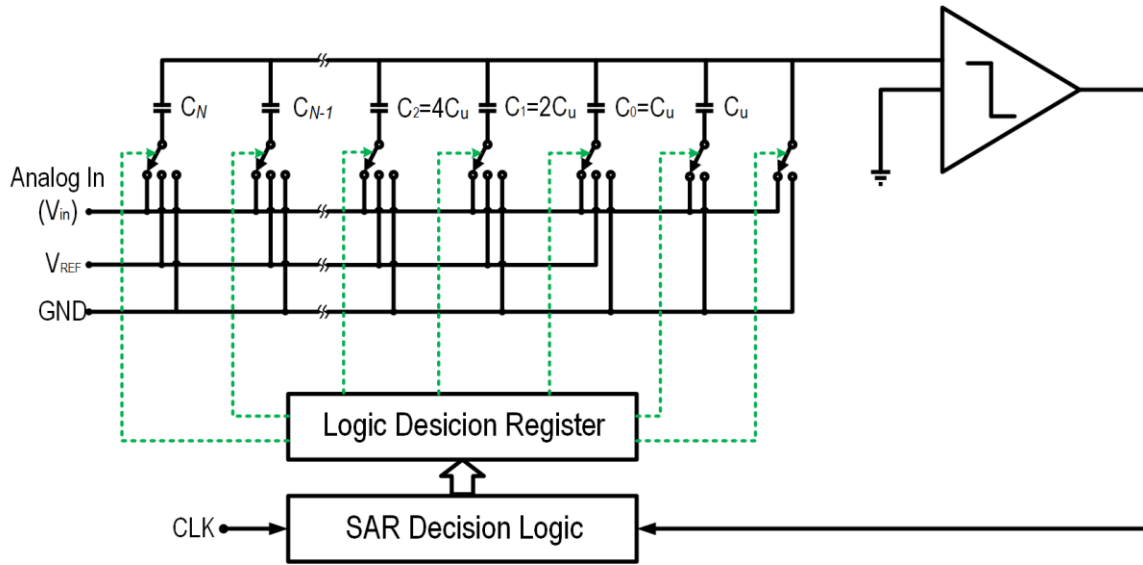 C_N C_N-1 C_2=4C_u C_1=2C_u C_0=C_u C_u
Analog In
(V_in)
V_REF
GND
Logic Desicion Register
CLK SAR Decision Logic